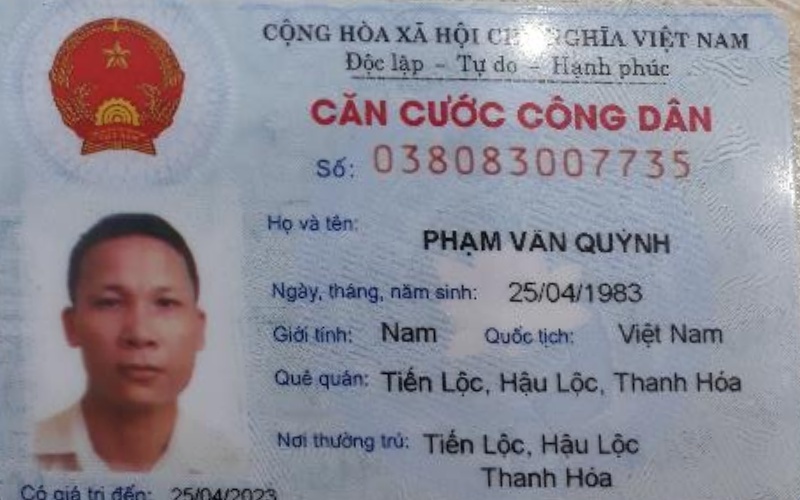 CỘNG HÒA XÃ HỘI CHỦ NGHĨA VIỆT NAM
Độc lập - Tự do - Hạnh phúc
CĂN CƯỚC CÔNG DÂN
Số: 038083007735
Họ và tên: PHẠM VĂN QUỲNH
Ngày, tháng, năm sinh: 25/04/1983
Giới tính: Nam Quốc tịch: Việt Nam
Quê quán: Tiến Lộc, Hậu Lộc, Thanh Hóa
Nơi thường trú: Tiến Lộc, Hậu Lộc
Thanh Hóa
Có giá trị đến: 25/04/2023